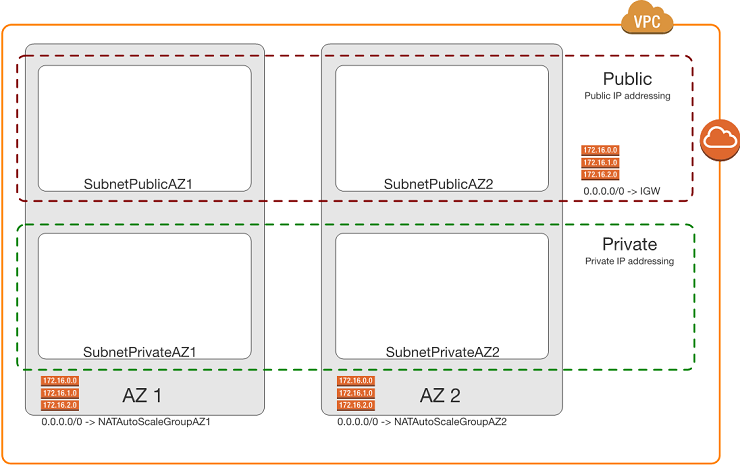 VPC
Public
Public IP addressing
SubnetPublicAZ1
SubnetPublicAZ2
172.16.0.0
172.16.1.0
172.16.2.0
0.0.0.0/0 -> IGW
Private
Private IP addressing
SubnetPrivateAZ1
SubnetPrivateAZ2
172.16.0.0
172.16.1.0
172.16.2.0
AZ 1
0.0.0.0/0 -> NATAutoScaleGroupAZ1
172.16.0.0
172.16.1.0
172.16.2.0
AZ 2
0.0.0.0/0 -> NATAutoScaleGroupAZ2